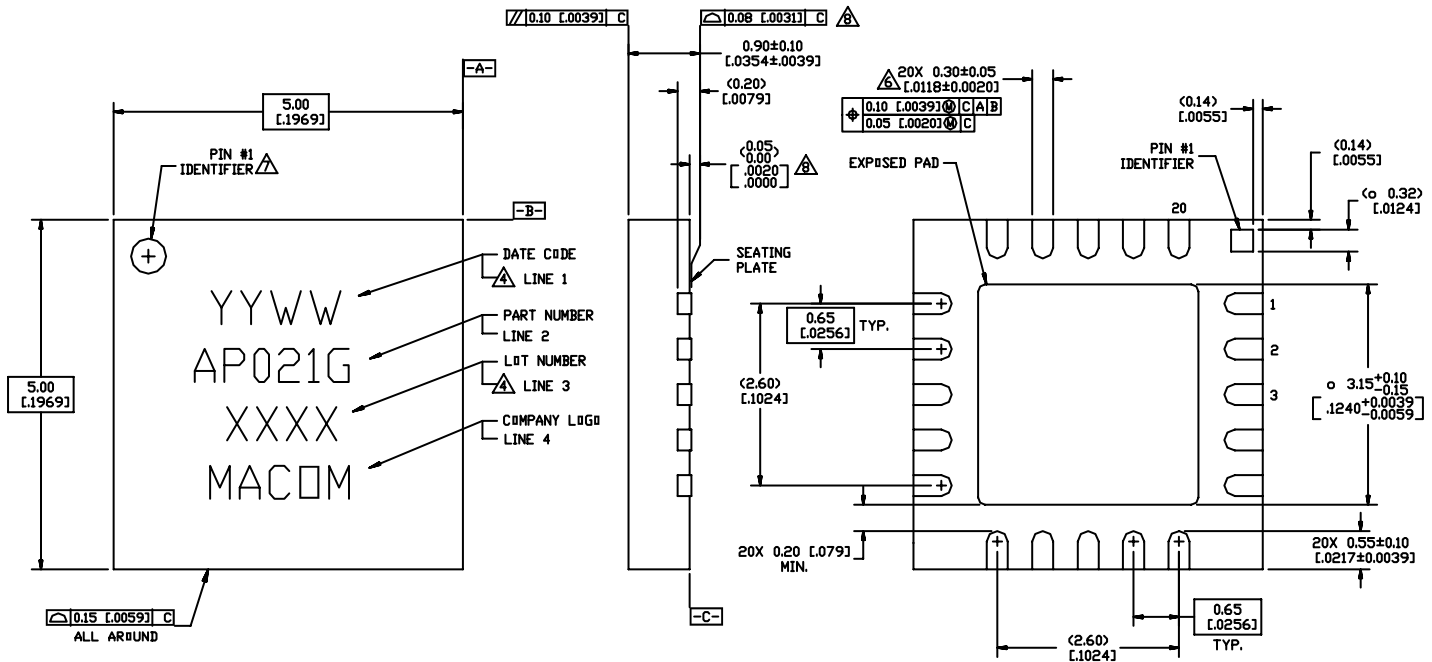 // 0.10 [.0039] C
⌓ 0.08 [.0031] C
8
0.90±0.10
[.0354±.0039]
(0.20)
[.0079]
(0.05
0.00)
[.0020
.0000]
8
-A-
5.00
[.1969]
PIN #1
IDENTIFIER 7
-B-
DATE CODE
4 LINE 1
PART NUMBER
LINE 2
LOT NUMBER
4 LINE 3
COMPANY LOGO
LINE 4
YYWW
AP021G
XXXX
MACOM
5.00
[.1969]
⌓ 0.15 [.0059] C
ALL AROUND
SEATING
PLATE
-C-
6 20X 0.30±0.05
[.0118±0.0020]
⌖ 0.10 [.0039] Ⓜ C A B
0.05 [.0020] Ⓜ C
EXPOSED PAD
PIN #1
IDENTIFIER
(0.14)
[.0055]
(0.14)
[.0055]
(□ 0.32)
[.0124]
20
1
2
3
0.65
[.0256]
TYP.
(2.60)
[.1024]
□ 3.15 +0.10
-0.15
[.1240 +0.0039
-0.0059]
20X 0.20 [.079]
MIN.
20X 0.55±0.10
[.0217±0.0039]
0.65
[.0256]
TYP.
(2.60)
[.1024]